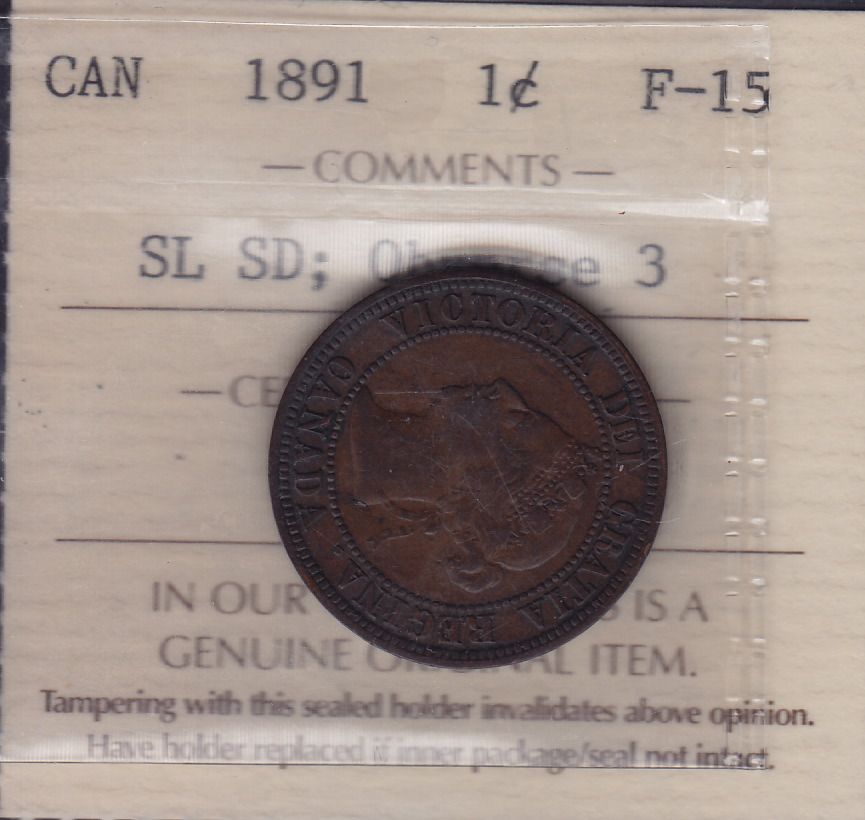 CAN 1891 1¢ F-15
— COMMENTS —
SL SD; 3
IN OUR IS A
GENUINE ITEM.
Tampering with this sealed holder invalidates above opinion.
Have holder replaced if inner package/seal not intact.
VICTORIA DEI GRATIA REGINA.
CANADA